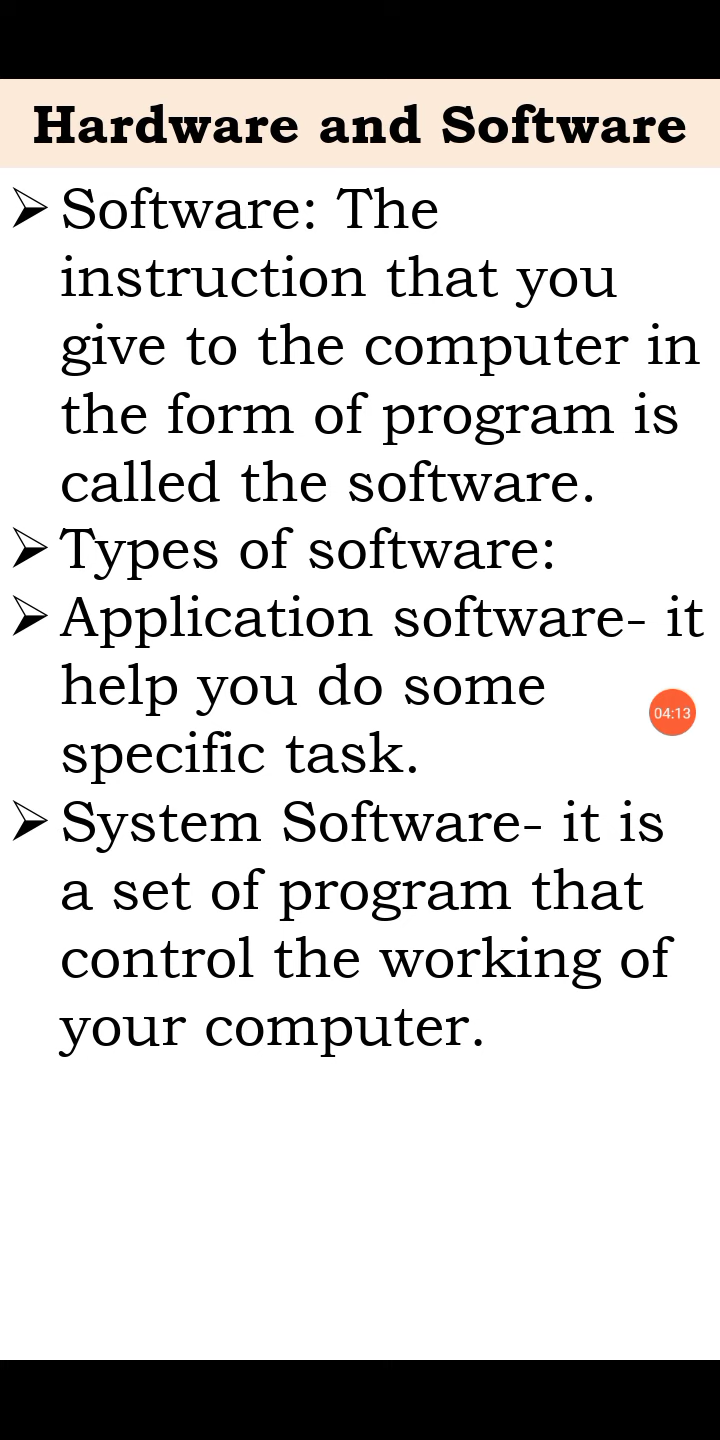 Hardware and Software
➢ Software: The
instruction that you
give to the computer in
the form of program is
called the software.
➢ Types of software:
➢ Application software- it
help you do some
specific task.
04:13
➢ System Software- it is
a set of program that
control the working of
your computer.